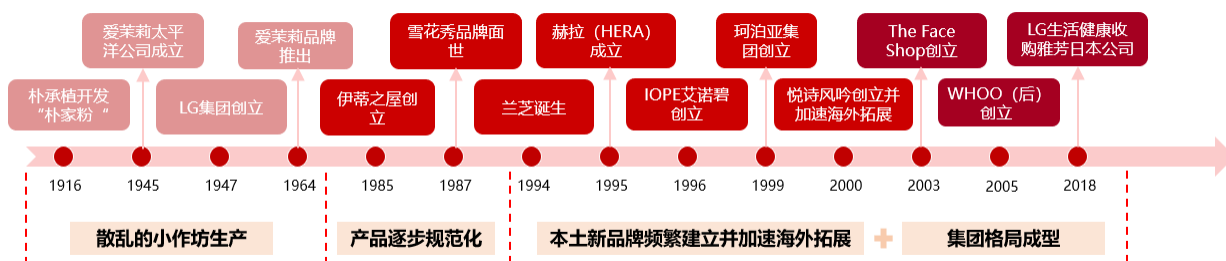 爱茉莉太平
洋公司成立
爱茉莉品牌
推出
雪花秀品牌面
世
赫拉（HERA）
成立
珂泊亚集
团创立
The Face
Shop创立
LG生活健康收
购雅芳日本公司
朴承植开发
“朴家粉“
LG集团创立
伊蒂之屋创
立
兰芝诞生
IOPE艾诺碧
创立
悦诗风吟创立并
加速海外拓展
WHOO（后）
创立
1916 1945 1947 1964 1985 1987 1994 1995 1996 1999 2000 2003 2005 2018
散乱的小作坊生产 产品逐步规范化 本土新品牌频繁建立并加速海外拓展 + 集团格局成型